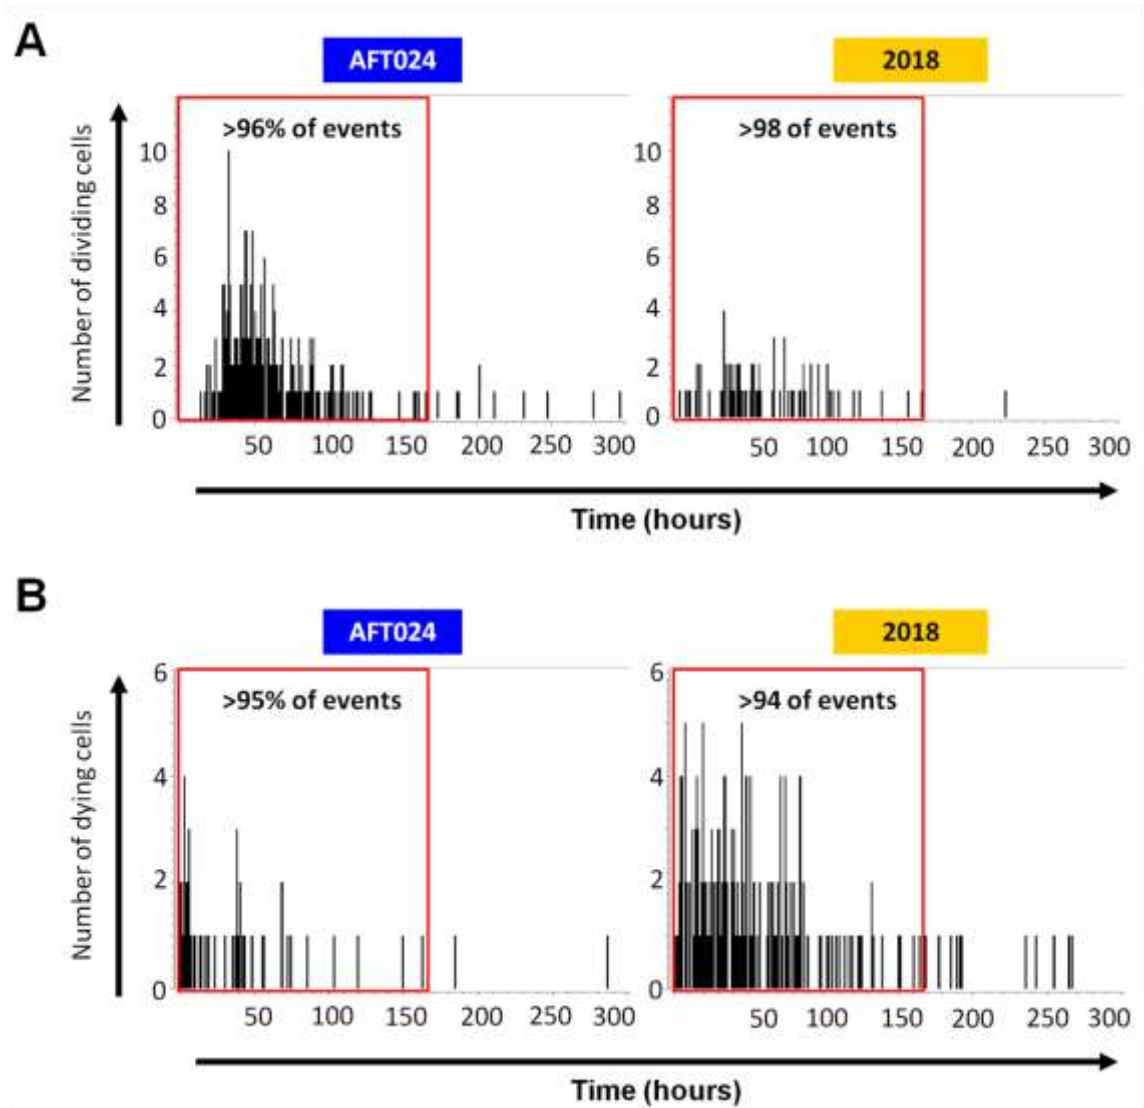 A
AFT024
2018
Number of dividing cells
>96% of events
>98 of events
10
8
6
4
2
0
10
8
6
4
2
0
50 100 150 200 250 300
50 100 150 200 250 300
Time (hours)
B
AFT024
2018
Number of dying cells
>95% of events
>94 of events
6
4
2
0
6
4
2
0
50 100 150 200 250 300
50 100 150 200 250 300
Time (hours)